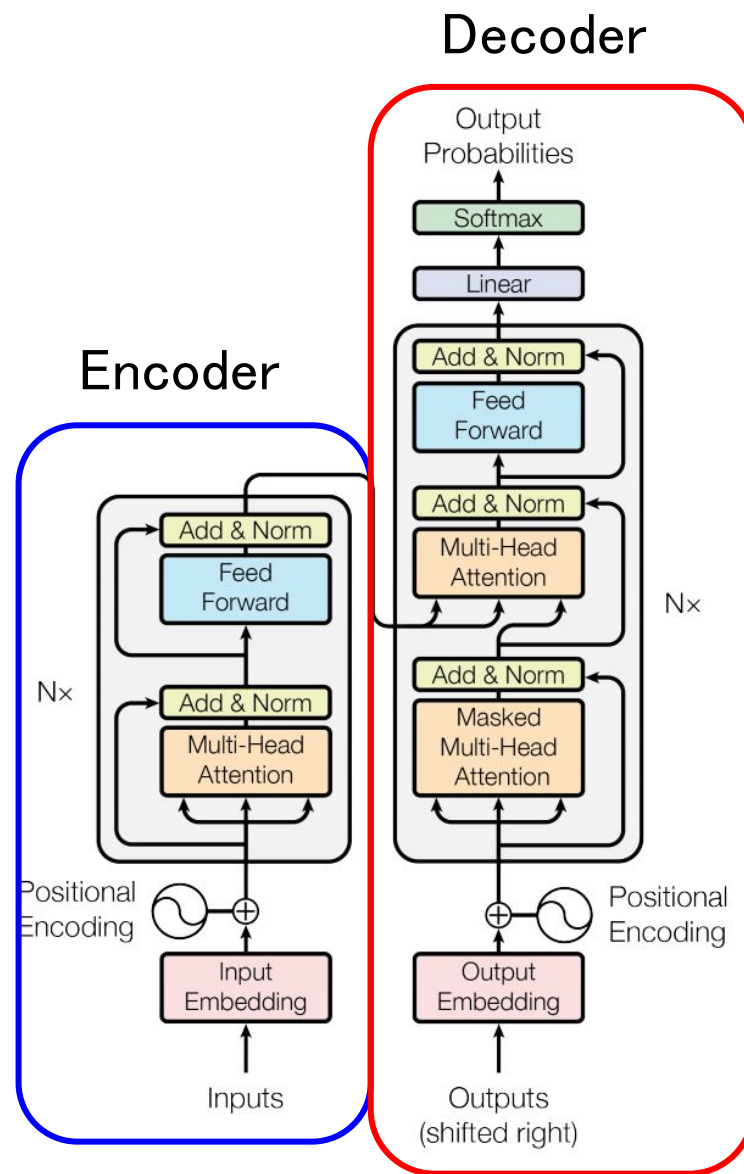 Decoder
Output
Probabilities
Softmax
Linear
Add & Norm
Feed
Forward
Add & Norm
Multi-Head
Attention
Nx
Add & Norm
Masked
Multi-Head
Attention
Positional
Encoding
Output
Embedding
Outputs
(shifted right)
Encoder
Add & Norm
Feed
Forward
Nx
Add & Norm
Multi-Head
Attention
Positional
Encoding
Input
Embedding
Inputs